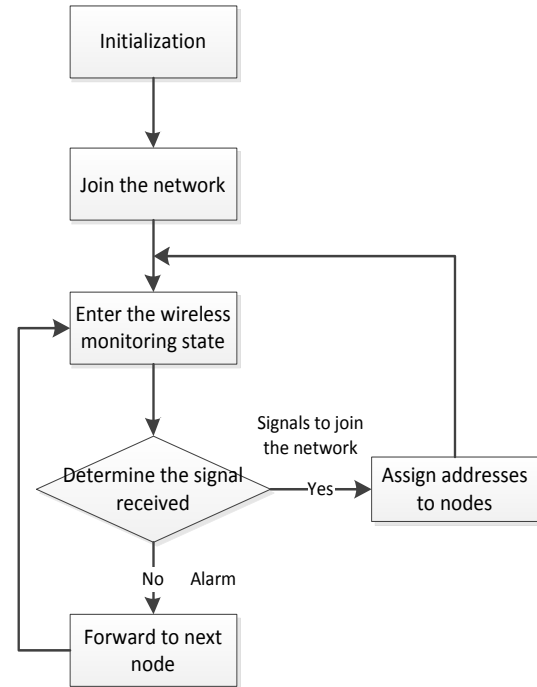 Initialization
Join the network
Enter the wireless
monitoring state
Signals to join
the network
Determine the signal
received
Yes
Assign addresses
to nodes
No Alarm
Forward to next
node